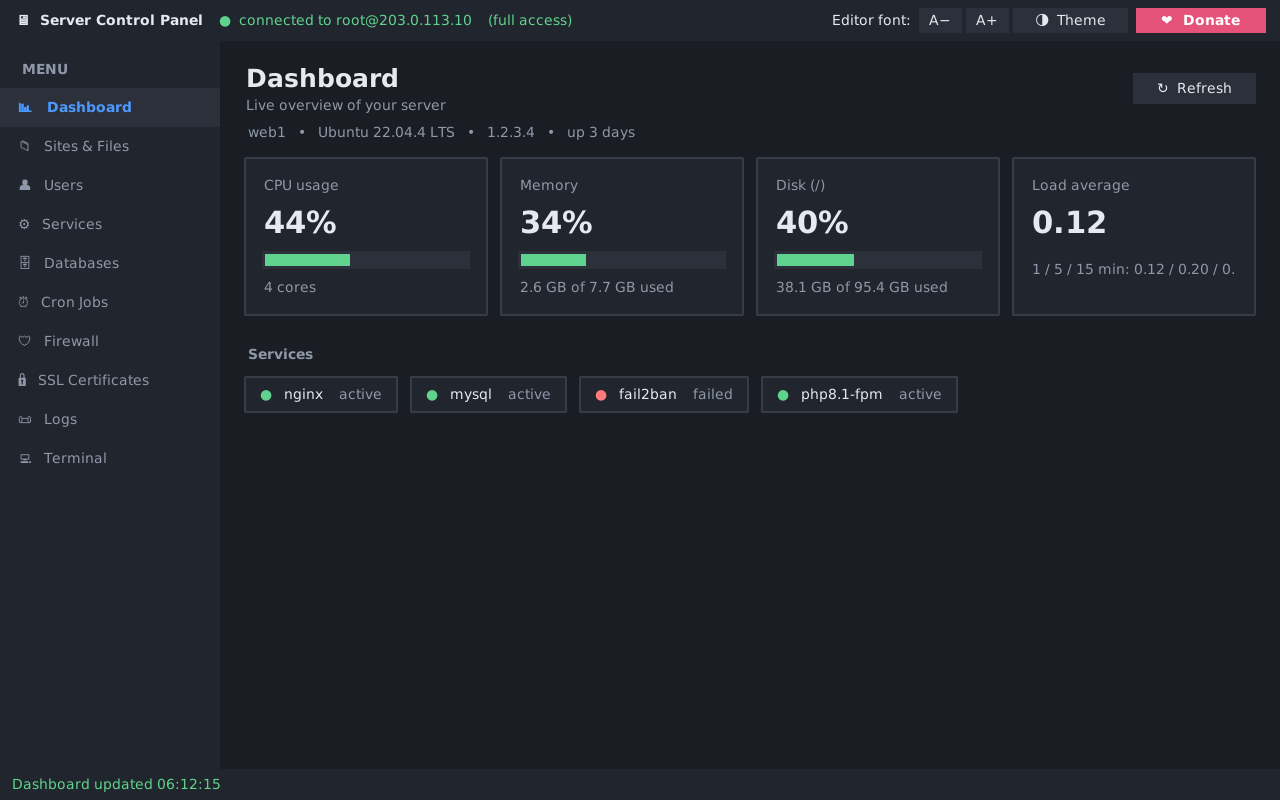 Server Control Panel ● connected to root@203.0.113.10 (full access) Editor font: A− A+ Theme ❤ Donate
MENU
Dashboard
Sites & Files
Users
Services
Databases
Cron Jobs
Firewall
SSL Certificates
Logs
Terminal
Dashboard
Live overview of your server
↻ Refresh
web1 • Ubuntu 22.04.4 LTS • 1.2.3.4 • up 3 days
CPU usage
44%
4 cores
Memory
34%
2.6 GB of 7.7 GB used
Disk (/)
40%
38.1 GB of 95.4 GB used
Load average
0.12
1 / 5 / 15 min: 0.12 / 0.20 / 0.
Services
● nginx active
● mysql active
● fail2ban failed
● php8.1-fpm active
Dashboard updated 06:12:15